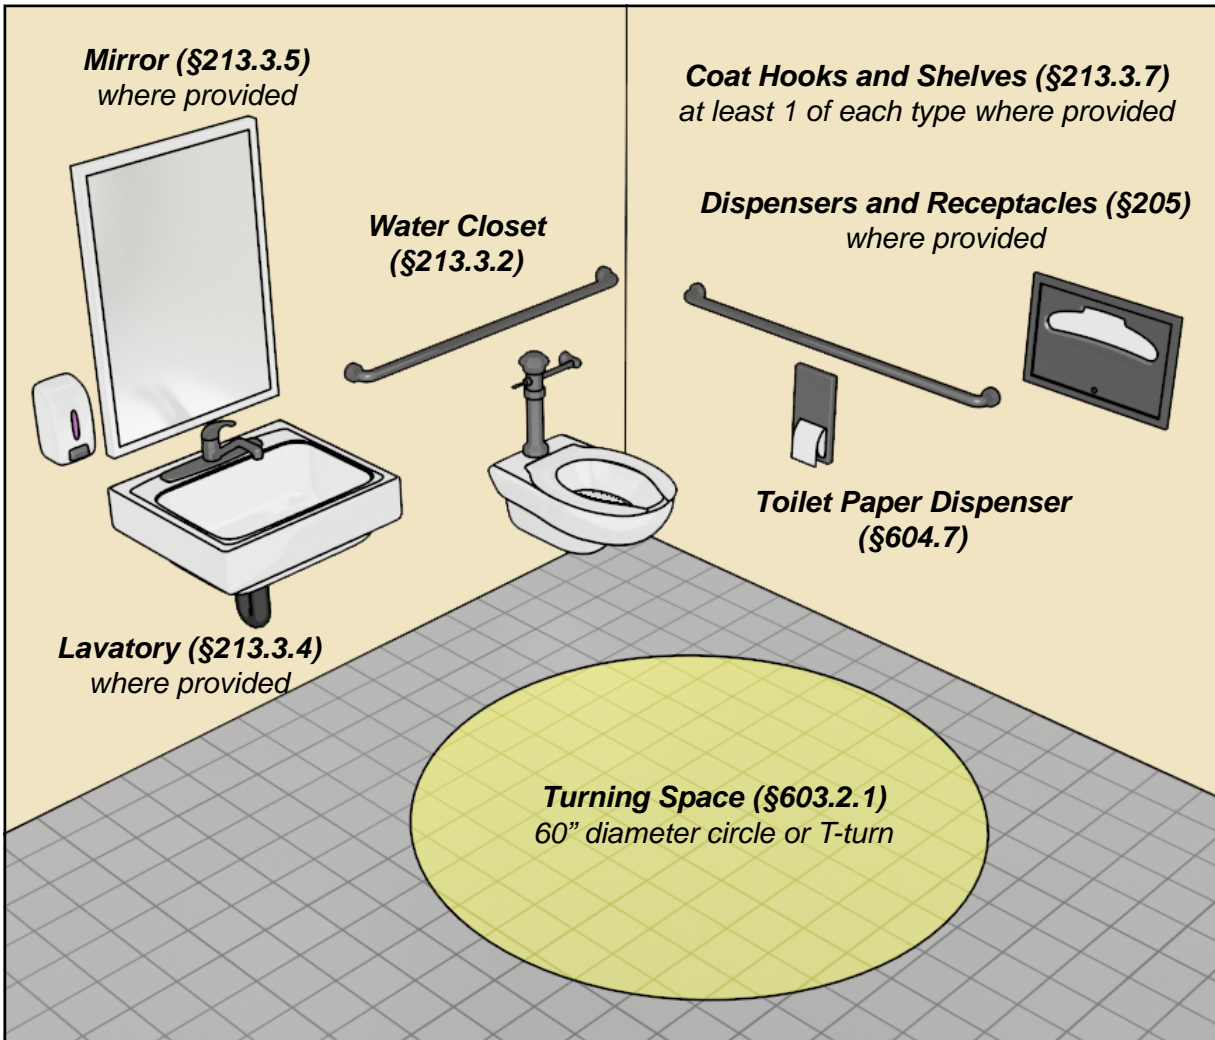 Mirror (§213.3.5)
where provided
Coat Hooks and Shelves (§213.3.7)
at least 1 of each type where provided
Water Closet
(§213.3.2)
Dispensers and Receptacles (§205)
where provided
Toilet Paper Dispenser
(§604.7)
Lavatory (§213.3.4)
where provided
Turning Space (§603.2.1)
60” diameter circle or T-turn